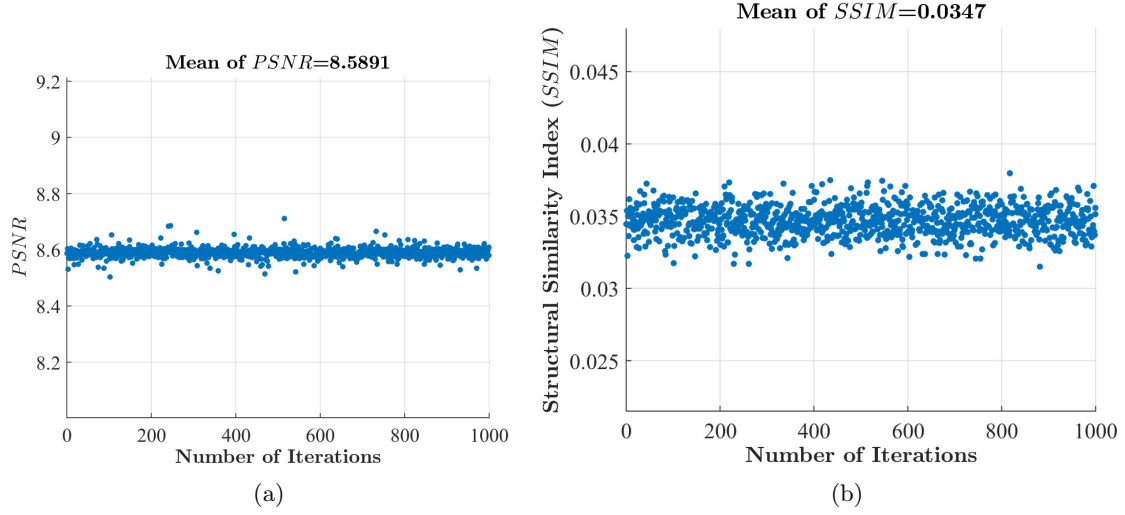 Mean of PSNR=8.5891
9.2
9
8.8
8.6
8.4
8.2
PSNR
0 200 400 600 800 1000
Number of Iterations
(a)
Mean of SSIM=0.0347
0.045
0.04
0.035
0.03
0.025
Structural Similarity Index (SSIM)
0 200 400 600 800 1000
Number of Iterations
(b)